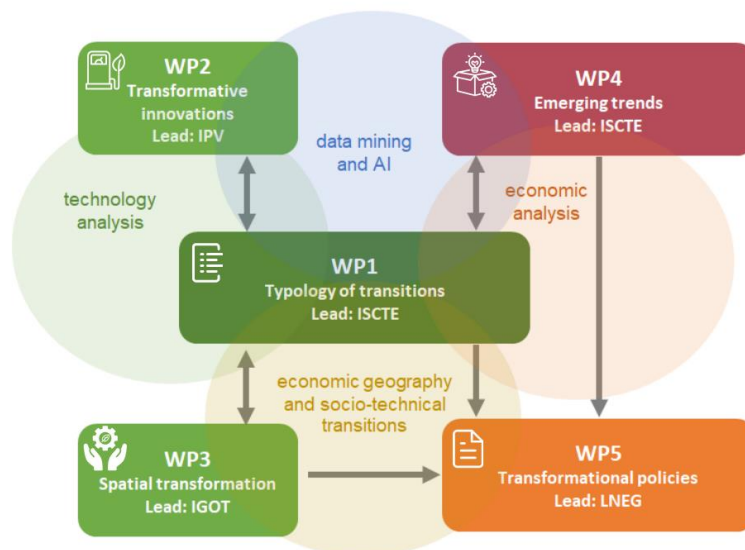 WP2
Transformative
innovations
Lead: IPV
data mining
and AI
WP4
Emerging trends
Lead: ISCTE
technology
analysis
economic
analysis
WP1
Typology of transitions
Lead: ISCTE
economic geography
and socio-technical
transitions
WP3
Spatial transformation
Lead: IGOT
WP5
Transformational policies
Lead: LNEG